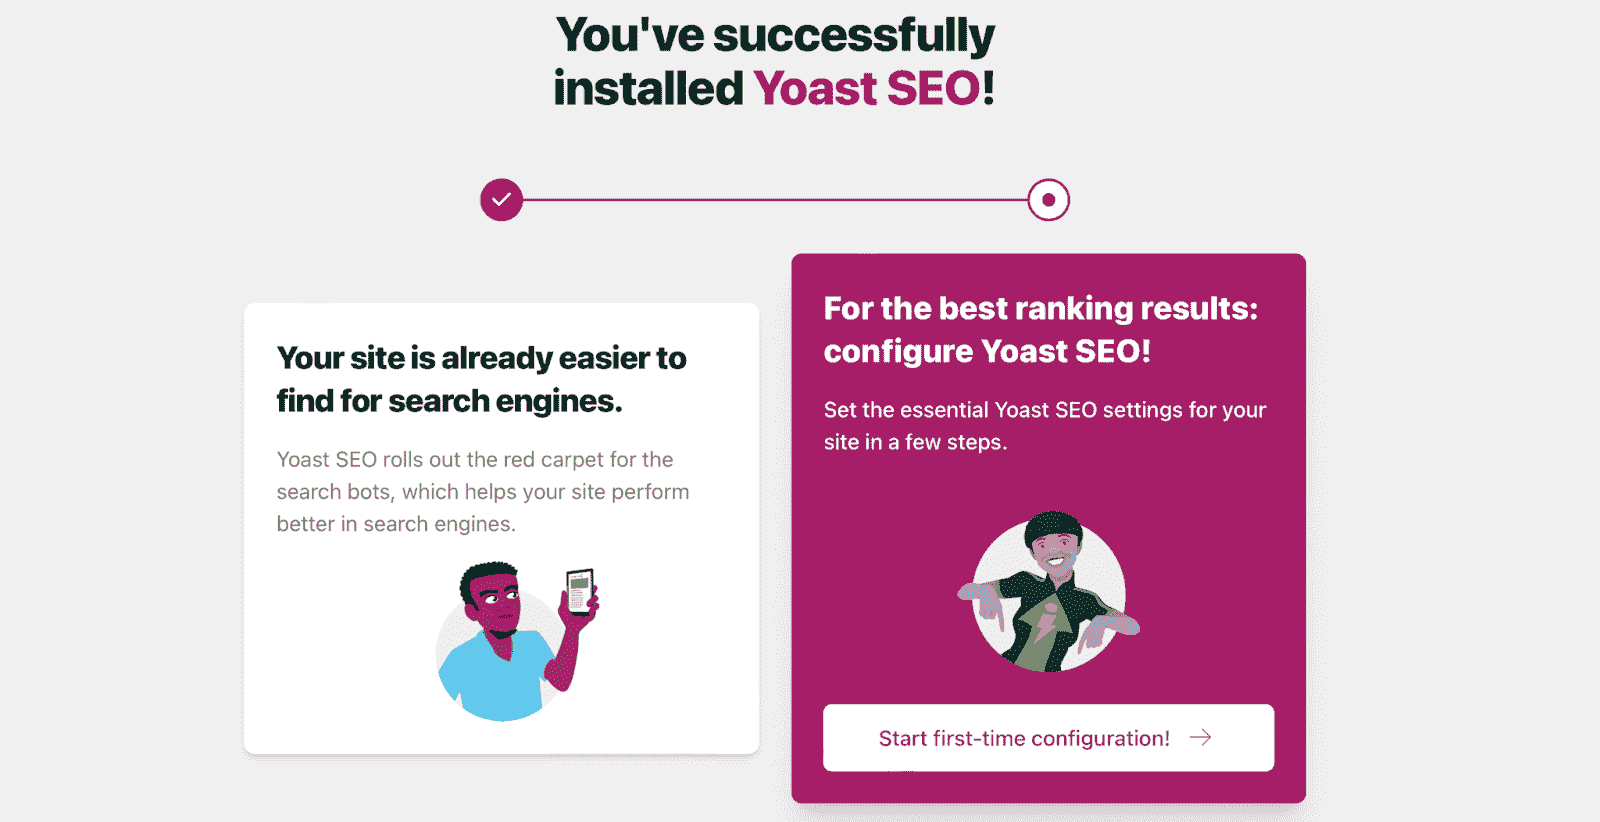 You've successfully
installed Yoast SEO!
Your site is already easier to
find for search engines.
Yoast SEO rolls out the red carpet for the
search bots, which helps your site perform
better in search engines.
For the best ranking results:
configure Yoast SEO!
Set the essential Yoast SEO settings for your
site in a few steps.
Start first-time configuration!